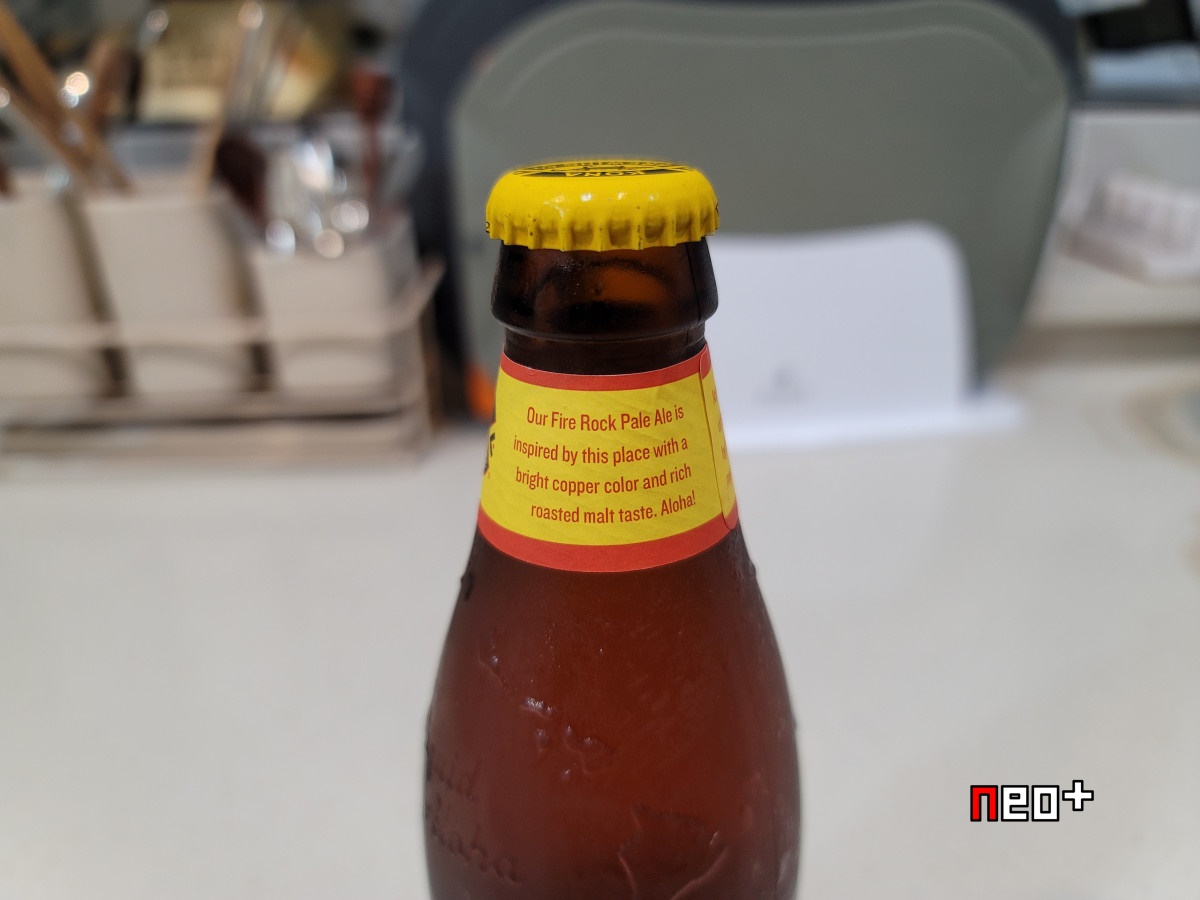 KONA
Our Fire Rock Pale Ale is
inspired by this place with a
bright copper color and rich
roasted malt taste. Aloha!
neo+